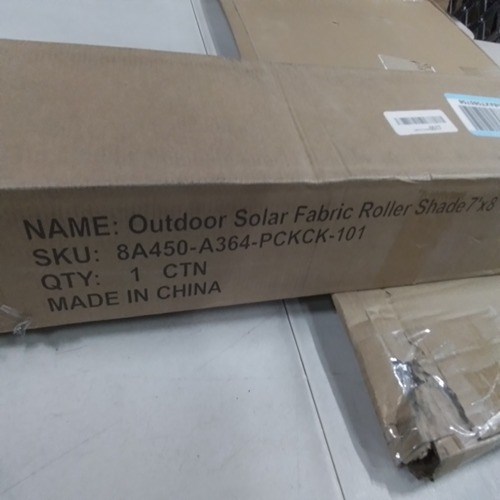 NAME: Outdoor Solar Fabric Roller Shade 7'x8'
SKU: 8A450-A364-PCKCK-101
QTY: 1 CTN
MADE IN CHINA